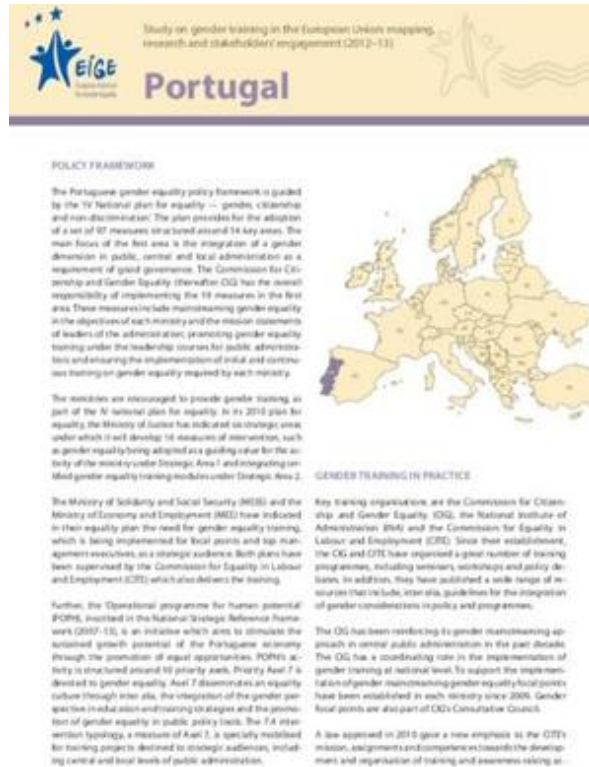 Study on gender training in the European Union: mapping,
research and stakeholders' engagement (2012–13)
EIGE
Portugal
POLICY FRAMEWORK
The Portuguese gender equality policy framework is guided
by the 'IV National plan for equality — gender, citizenship
and non-discrimination'. The plan provides for the adoption
of a set of 97 measures structured around 14 key areas. The
main focus of the first area is the integration of a gender
dimension in public, central and local administration as a
requirement of good governance. The Commission for Citi-
zenship and Gender Equality (thereafter CIG) has the overall
responsibility of implementing the measures in the first
area. These measures include mainstreaming gender equality
in the objectives of each ministry and the mission statements
of leaders of the administration; promoting gender equality
training under the leadership courses for public administra-
tion; and ensuring the implementation of initial and continu-
ous training on gender equality required by each ministry.
The ministries are encouraged to provide gender training, as
part of the IV national plan for equality. In its 2010 plan for
equality, the Ministry of Justice has indicated six strategic areas
under which it will develop 16 measures of intervention, such
as gender equality being adopted as a guiding value for the ac-
tivity of the ministry under Strategic Area 1 and integrating cer-
tified gender equality training modules under Strategic Area 2.
The Ministry of Solidarity and Social Security (MESS) and the
Ministry of Economy and Employment (MEE) have indicated
in their equality plan the need for gender equality training,
which is being implemented for focal points and top man-
agement executives, as a strategic audience. Both plans have
been supervised by the Commission for Equality in Labour
and Employment (CITE) which also delivers the training.
Further, the 'Operational programme for human potential'
(POPH), inscribed in the National Strategic Reference Frame-
work (2007–13), is an initiative which aims to stimulate the
sustained growth potential of the Portuguese economy
through the promotion of equal opportunities. POPH's ac-
tivity is structured around 10 priority axels. Priority Axel 7 is
devoted to gender equality. Axel 7 disseminates an equality
culture through inter alia, the integration of the gender per-
spective in education and training strategies and the promo-
tion of gender equality in public policy tools. The 7.4 inter-
vention typology, a measure of Axel 7, is specially mobilised
for training projects destined to strategic audiences, includ-
ing central and local levels of public administration.
GENDER TRAINING IN PRACTICE
Key training organisations are the Commission for Citizen-
ship and Gender Equality (CIG), the National Institute of
Administration (INA) and the Commission for Equality in
Labour and Employment (CITE). Since their establishment,
the CIG and CITE have organised a great number of training
programmes, including seminars, workshops and policy de-
bates. In addition, they have published a wide range of re-
sources that include, inter alia, guidelines for the integration
of gender considerations in policy and programmes.
The CIG has been reinforcing its gender mainstreaming ap-
proach in central public administration in the past decade.
The CIG has a coordinating role in the implementation of
gender training at national level. To support the implemen-
tation of gender mainstreaming gender equality focal points
have been established in each ministry since 2009. Gender
focal points are also part of CIG's Consultative Council.
A law approved in 2010 gave a new emphasis to the CITE's
mission, assignments and competences towards the develop-
ment and organisation of training and awareness-raising ac-